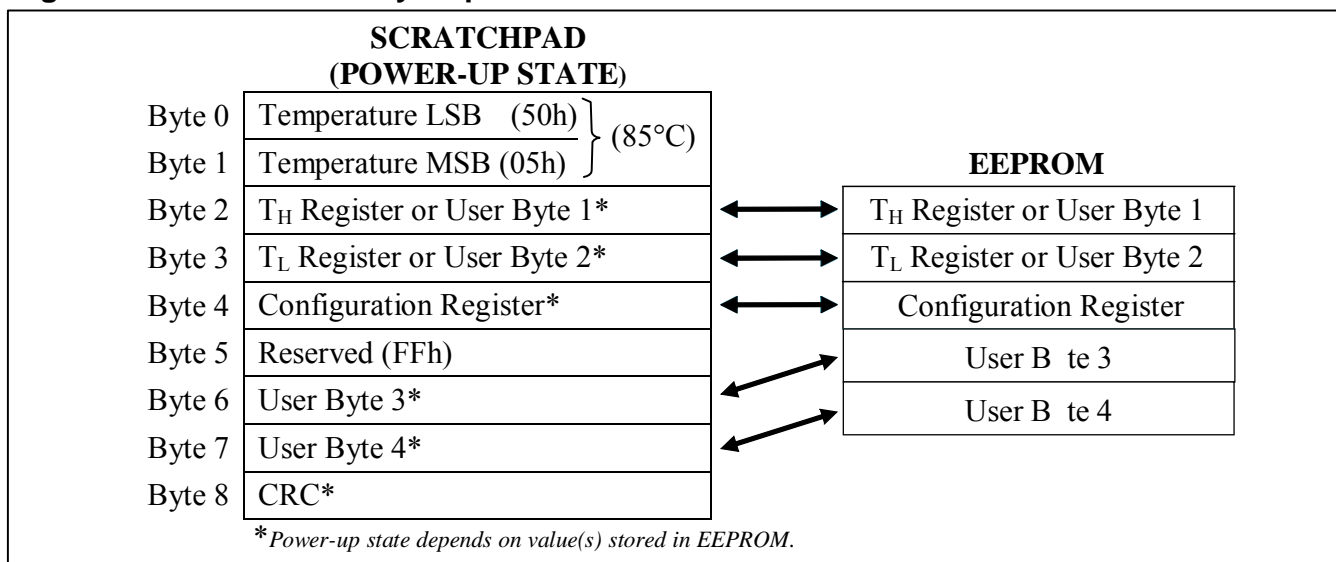 SCRATCHPAD
(POWER-UP STATE)
Byte 0 Temperature LSB (50h)
(85°C)
Byte 1 Temperature MSB (05h)
EEPROM
Byte 2 TH Register or User Byte 1* TH Register or User Byte 1
Byte 3 TL Register or User Byte 2* TL Register or User Byte 2
Byte 4 Configuration Register* Configuration Register
Byte 5 Reserved (FFh) User B te 3
Byte 6 User Byte 3* User B te 4
Byte 7 User Byte 4*
Byte 8 CRC*
*Power-up state depends on value(s) stored in EEPROM.